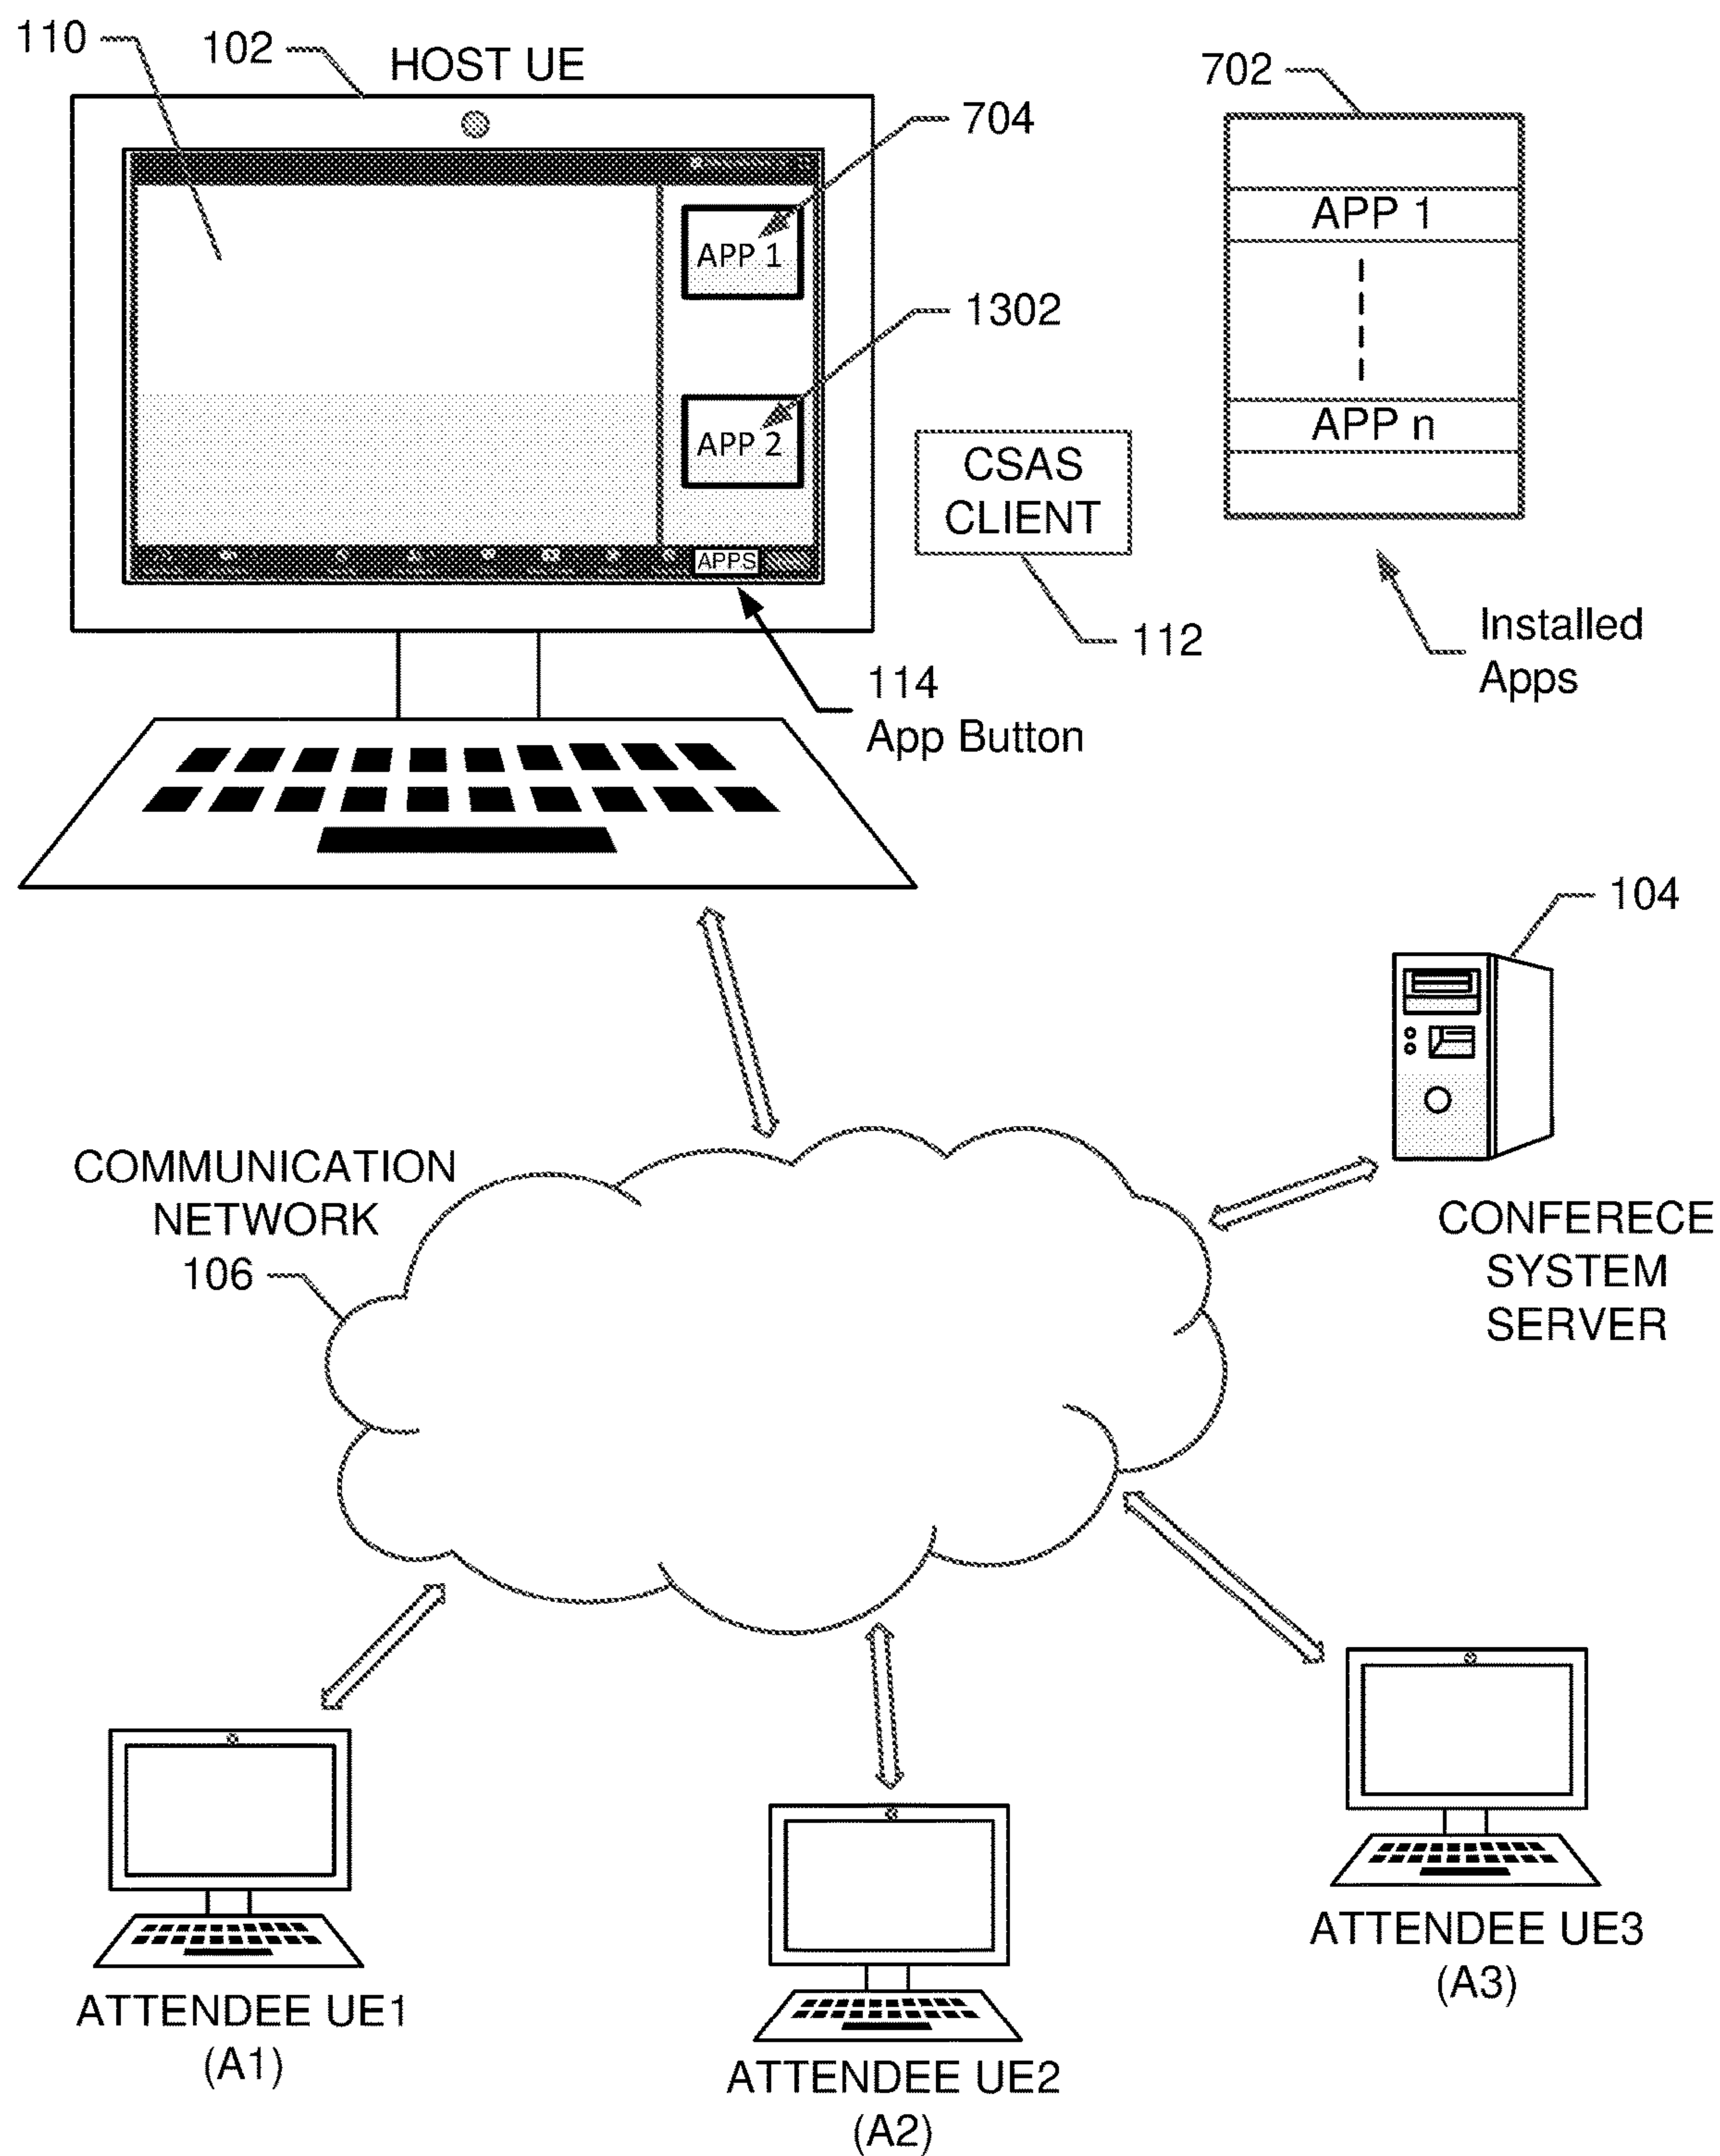 110
102
HOST UE
702
704
APP 1
APP 1
1302
APP 2
APP n
CSAS
CLIENT
APPS
112
Installed
Apps
114
App Button
104
COMMUNICATION
NETWORK
106
CONFERECE
SYSTEM
SERVER
ATTENDEE UE3
(A3)
ATTENDEE UE1
(A1)
ATTENDEE UE2
(A2)